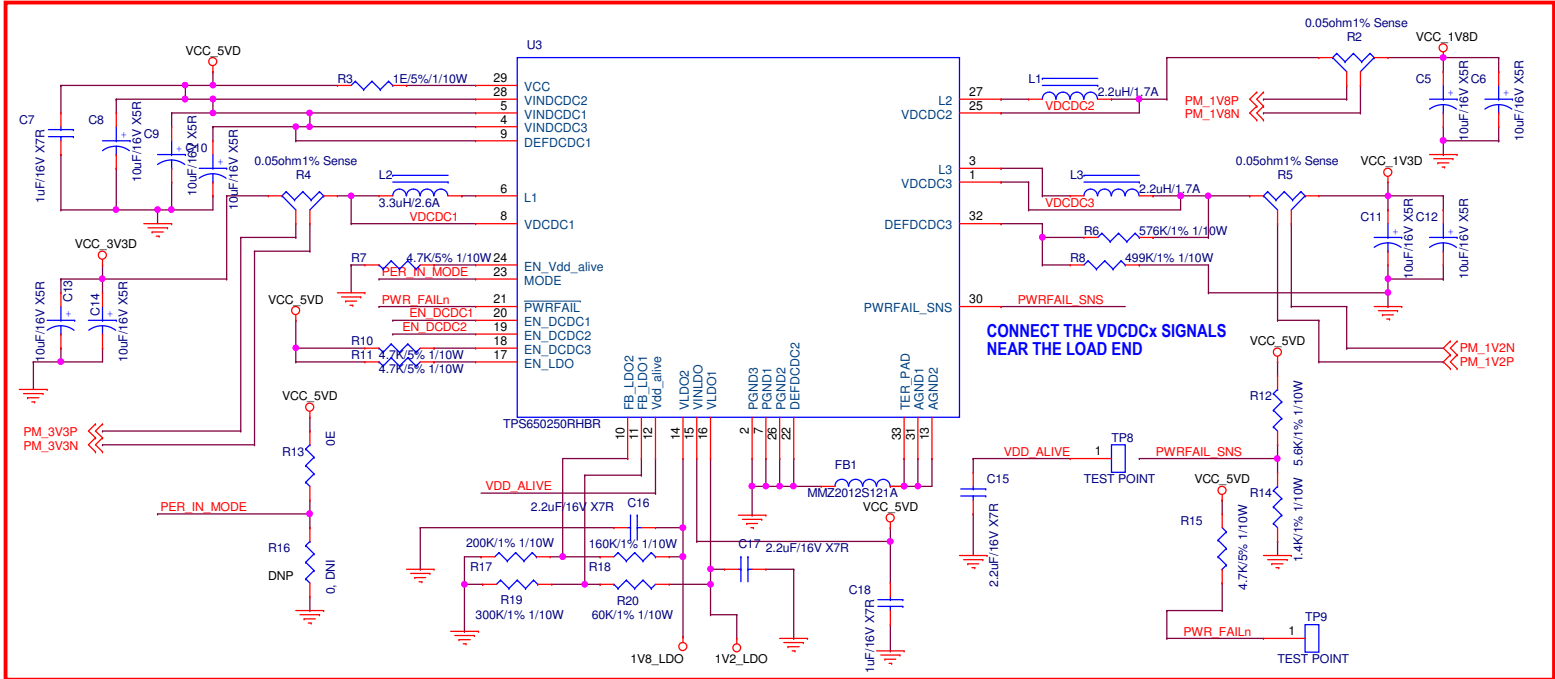 U3
TPS650250RHBR
VCC_5VD
R3
1E/5%/1/10W
29
VCC
28
VINDCDC2
5
VINDCDC1
4
VINDCDC3
9
DEFDCDC1
C7
1uF/16V X7R
C8
10uF/16V X5R
C9
10uF/16V X5R
C10
10uF/16V X5R
0.05ohm1% Sense
R4
L2
3.3uH/2.6A
VDCDC1
6
L1
8
VDCDC1
VCC_3V3D
C13
10uF/16V X5R
C14
10uF/16V X5R
R7
4.7K/5% 1/10W
PER_IN_MODE
24
EN_Vdd_alive
23
MODE
PWR_FAILn
21
PWRFAIL
EN_DCDC1
20
EN_DCDC1
EN_DCDC2
19
EN_DCDC2
18
EN_DCDC3
17
EN_LDO
VCC_5VD
R10
4.7K/5% 1/10W
R11
4.7K/5% 1/10W
PM_3V3P
PM_3V3N
VCC_5VD
R13
0E
PER_IN_MODE
R16
DNP
0, DNI
FB_LDO2
FB_LDO1
Vdd_alive
VLDO2
VINLDO
VLDO1
PGND3
PGND1
PGND2
DEFDCDC2
TER_PAD
AGND1
AGND2
10
11
12
14
15
16
2
7
26
22
33
31
13
VDD_ALIVE
2.2uF/16V X7R
C16
200K/1% 1/10W
R17
160K/1% 1/10W
R18
R19
300K/1% 1/10W
R20
60K/1% 1/10W
C17
2.2uF/16V X7R
1V8_LDO
1V2_LDO
FB1
MMZ2012S121A
VCC_5VD
C18
1uF/16V X7R
L2
27
VDCDC2
25
L1
2.2uH/1.7A
VDCDC2
0.05ohm1% Sense
R2
VCC_1V8D
PM_1V8P
PM_1V8N
C5
10uF/16V X5R
C6
10uF/16V X5R
L3
3
VDCDC3
1
L3
2.2uH/1.7A
VDCDC3
0.05ohm1% Sense
R5
VCC_1V3D
C11
10uF/16V X5R
C12
10uF/16V X5R
DEFDCDC3
32
R6
576K/1% 1/10W
R8
499K/1% 1/10W
PWRFAIL_SNS
30
PWRFAIL_SNS
CONNECT THE VDCDCx SIGNALS
NEAR THE LOAD END
PM_1V2N
PM_1V2P
VCC_5VD
R12
5.6K/1% 1/10W
VDD_ALIVE
1
TP8
TEST POINT
PWRFAIL_SNS
C15
2.2uF/16V X7R
VCC_5VD
R15
4.7K/5% 1/10W
R14
1.4K/1% 1/10W
PWR_FAILn
1
TP9
TEST POINT